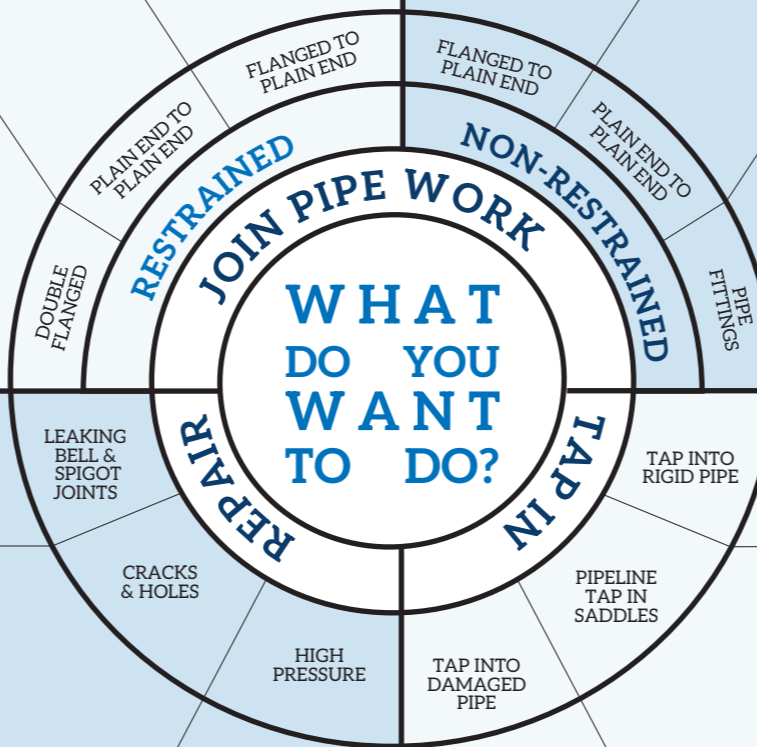 WHAT
DO YOU
WANT
TO DO?
JOIN PIPE WORK
RESTRAINED
DOUBLE
FLANGED
PLAIN END TO
PLAIN END
FLANGED TO
PLAIN END
NON-RESTRAINED
FLANGED TO
PLAIN END
PLAIN END TO
PLAIN END
PIPE
FITTINGS
TAP IN
TAP INTO
RIGID PIPE
PIPELINE
TAP IN
SADDLES
TAP INTO
DAMAGED
PIPE
REPAIR
HIGH
PRESSURE
CRACKS
& HOLES
LEAKING
BELL &
SPIGOT
JOINTS